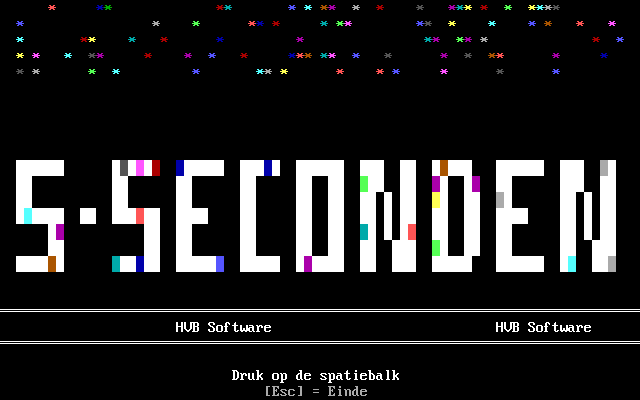 5-SECONDEN
HVB Software HVB Software
Druk op de spatiebalk
[Esc] = Einde